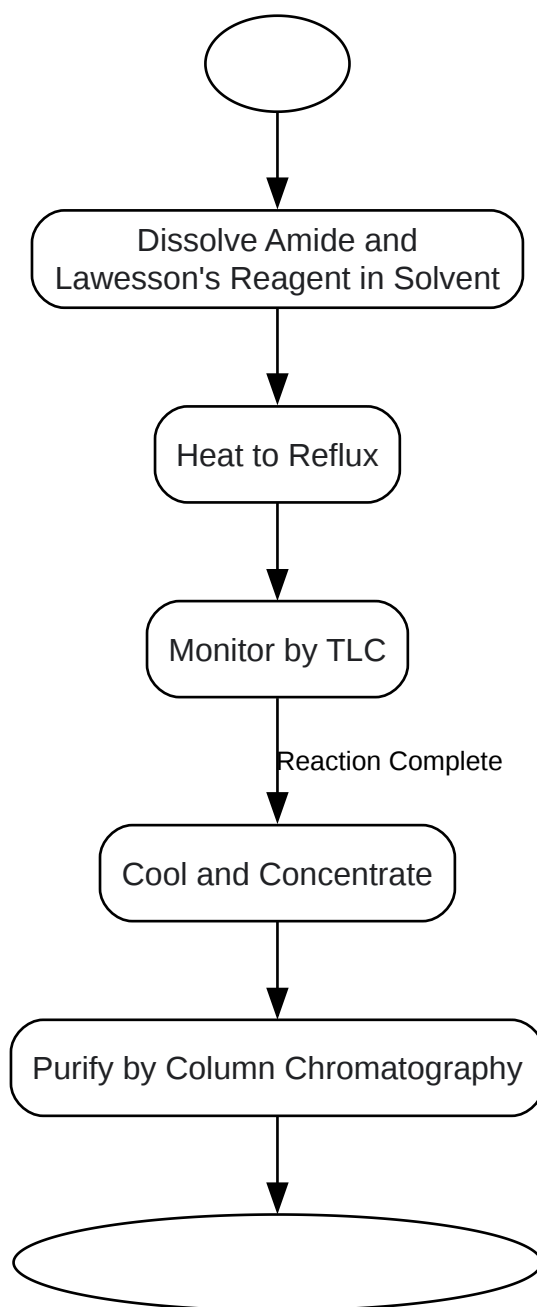 Dissolve Amide and
Lawesson's Reagent in Solvent
Heat to Reflux
Monitor by TLC
Reaction Complete
Cool and Concentrate
Purify by Column Chromatography